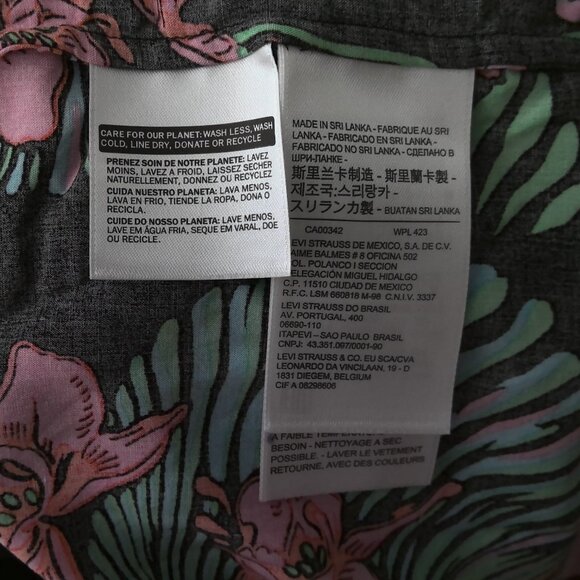 CARE FOR OUR PLANET: WASH LESS, WASH
COLD, LINE DRY, DONATE OR RECYCLE
PRENEZ SOIN DE NOTRE PLANETE: LAVEZ
MOINS, LAVEZ A FROID, LAISSEZ SECHER
NATURELLEMENT, DONNEZ OU RECYCLEZ
CUIDA NUESTRO PLANETA: LAVA MENOS,
LAVA EN FRIO, TIENDE LA ROPA, DONA O
RECICLA.
CUIDE DO NOSSO PLANETA: LAVE MENOS,
LAVE EM ÁGUA FRIA, SEQUE EM VARAL, DOE
OU RECICLE.
MADE IN SRI LANKA - FABRIQUE AU SRI
LANKA - FABRICADO EN SRI LANKA -
FABRICADO NO SRI LANKA - СДЕЛАНО В
ШРИ-ЛАНКЕ -
斯里兰卡制造 - 斯里蘭卡製 -
제조국:스리랑카 -
スリランカ製 - BUATAN SRI LANKA
CA00342 WPL 423
LEVI STRAUSS DE MEXICO, S.A. DE C.V.
JAIME BALMES # 8 OFICINA 502
COL. POLANCO I SECCION
DELEGACIÓN MIGUEL HIDALGO
C.P. 11510 CIUDAD DE MEXICO
R.F.C. LSM 660818 M-98 C.N.I.V. 3337
LEVI STRAUSS DO BRASIL
AV. PORTUGAL, 400
06690-110
ITAPEVI – SAO PAULO BRASIL
CNPJ: 43.351.097/0001-90
LEVI STRAUSS & CO. EU SCA/CVA
LEONARDO DA VINCILAAN, 19 - D
1831 DIEGEM, BELGIUM
CIF A 08298606
A FAIBLE TEMPERATURE
BESOIN - NETTOYAGE A SEC
POSSIBLE - LAVER LE VETEMENT
RETOURNE, AVEC DES COULEURS